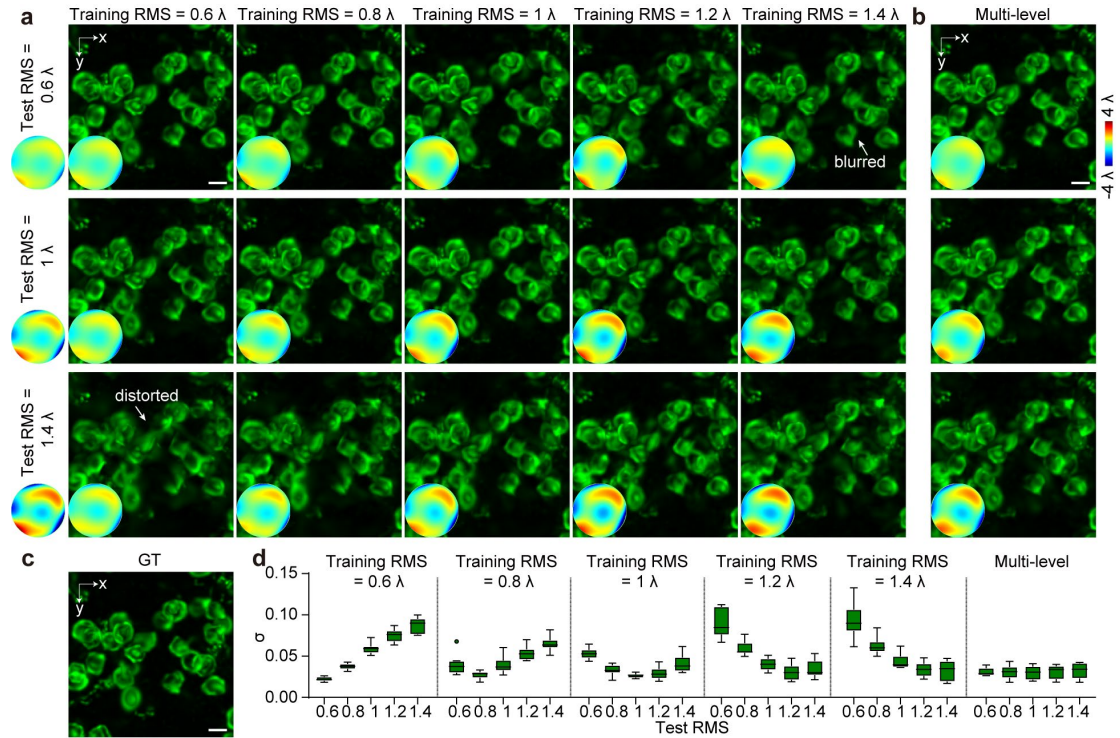 a
Training RMS = 0.6 λ
Training RMS = 0.8 λ
Training RMS = 1 λ
Training RMS = 1.2 λ
Training RMS = 1.4 λ
b
Multi-level
Test RMS =
0.6 λ
x
y
blurred
x
y
4 λ
-4 λ
Test RMS =
1 λ
Test RMS =
1.4 λ
distorted
c
GT
x
y
d
Training RMS
= 0.6 λ
Training RMS
= 0.8 λ
Training RMS
= 1 λ
Training RMS
= 1.2 λ
Training RMS
= 1.4 λ
Multi-level
0.15
0.10
0.05
0.00
σ
0.6 0.8 1 1.2 1.4
0.6 0.8 1 1.2 1.4
0.6 0.8 1 1.2 1.4
0.6 0.8 1 1.2 1.4
0.6 0.8 1 1.2 1.4
0.6 0.8 1 1.2 1.4
Test RMS